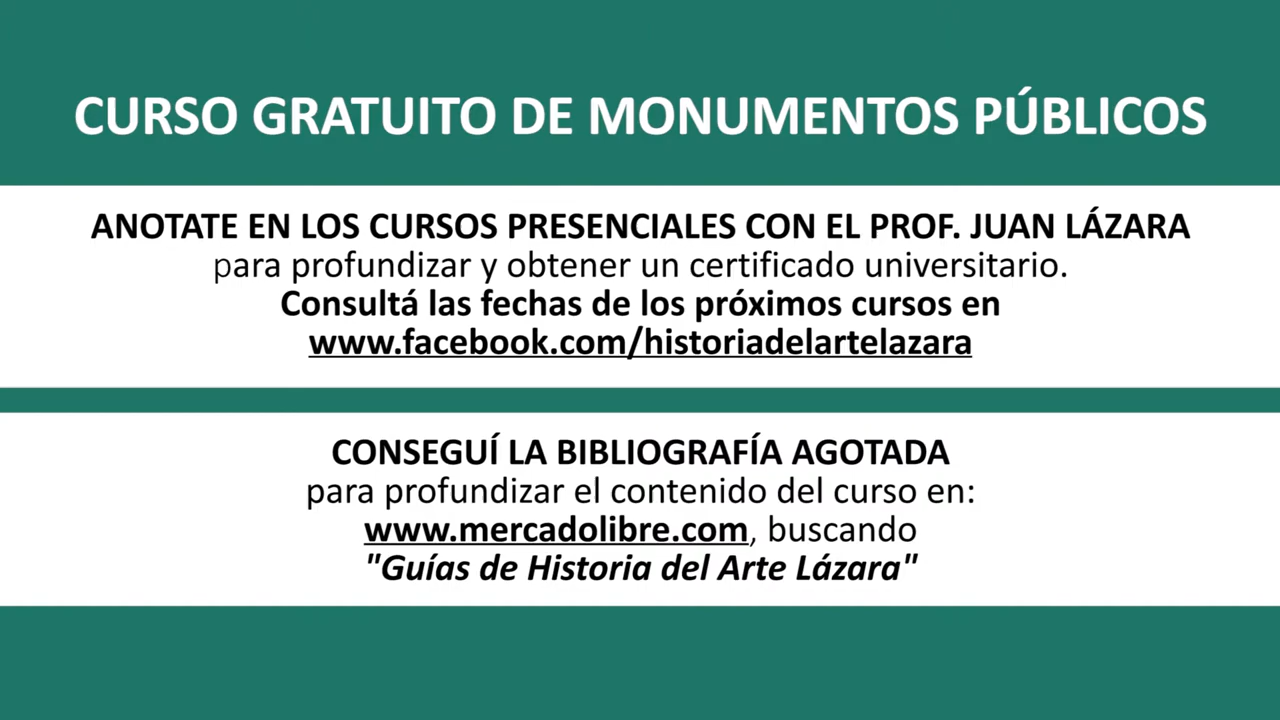 CURSO GRATUITO DE MONUMENTOS PÚBLICOS
ANOTATE EN LOS CURSOS PRESENCIALES CON EL PROF. JUAN LÁZARA
para profundizar y obtener un certificado universitario.
Consultá las fechas de los próximos cursos en
www.facebook.com/historiadelartelazara
CONSEGUÍ LA BIBLIOGRAFÍA AGOTADA
para profundizar el contenido del curso en:
www.mercadolibre.com, buscando
"Guías de Historia del Arte Lázara"